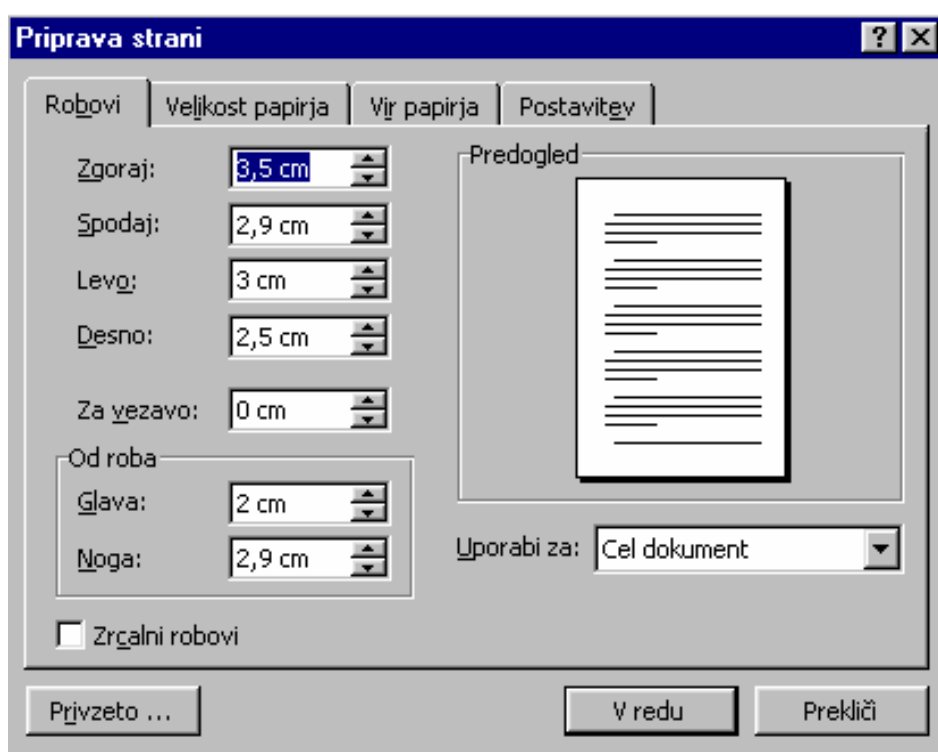 Priprava strani
Robovi Velikost papirja Vir papirja Postavitev
Zgoraj: 3,5 cm
Spodaj: 2,9 cm
Levo: 3 cm
Desno: 2,5 cm
Za vezavo: 0 cm
Od roba
Glava: 2 cm
Noga: 2,9 cm
Zrcalni robovi
Predogled
Uporabi za: Cel dokument
Privzeto ... V redu Prekliči